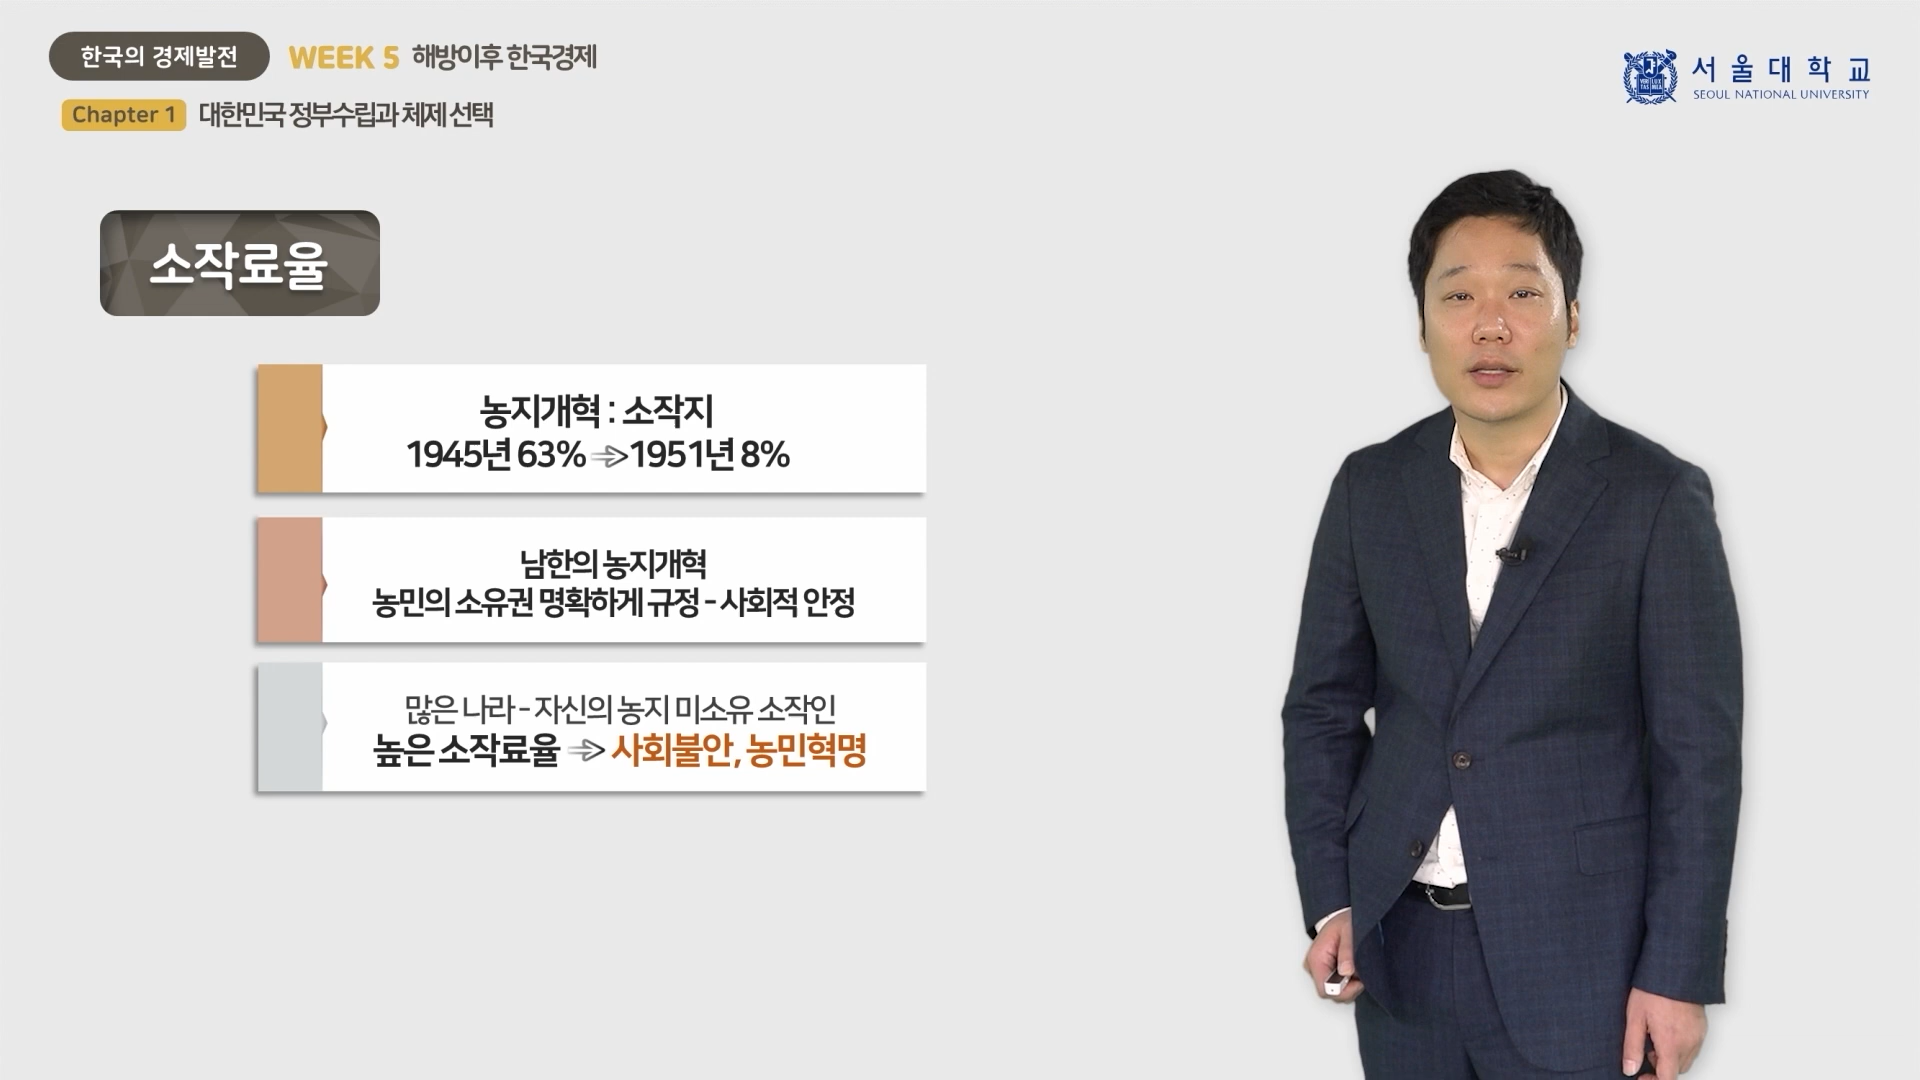 한국의 경제발전 WEEK 5 해방이후 한국경제
Chapter 1 대한민국 정부수립과 체제 선택
서울대학교
SEOUL NATIONAL UNIVERSITY
소작료율
농지개혁 : 소작지
1945년 63% ⇒ 1951년 8%
남한의 농지개혁
농민의 소유권 명확하게 규정 - 사회적 안정
많은 나라 - 자신의 농지 미소유 소작인
높은 소작료율 ⇒ 사회불안, 농민혁명